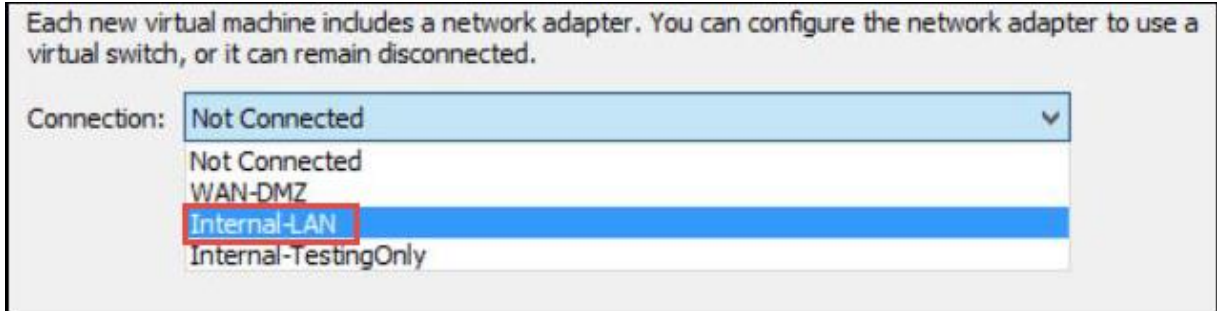 Each new virtual machine includes a network adapter. You can configure the network adapter to use a
virtual switch, or it can remain disconnected.
Connection: Not Connected
Not Connected
WAN-DMZ
Internal-LAN
Internal-TestingOnly